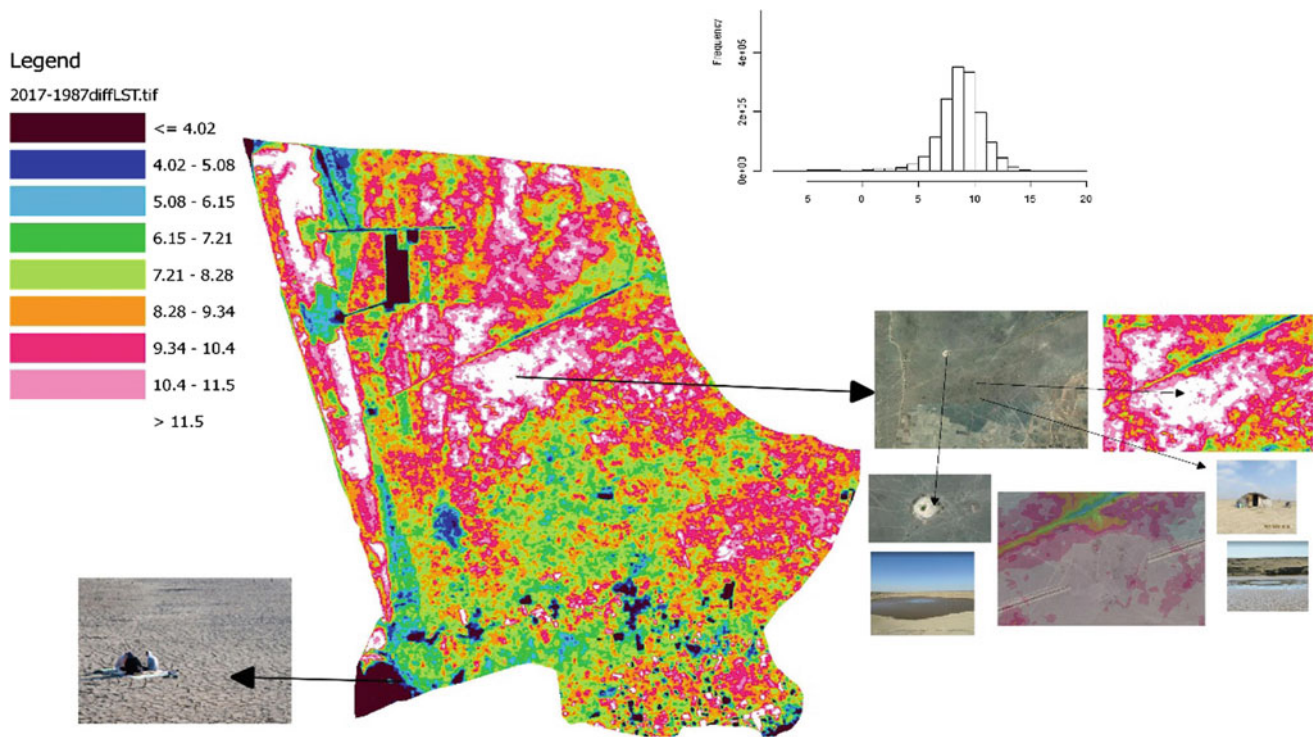 Legend
2017-1987diffLST.tif
<= 4.02
4.02 - 5.08
5.08 - 6.15
6.15 - 7.21
7.21 - 8.28
8.28 - 9.34
9.34 - 10.4
10.4 - 11.5
> 11.5
Frequency
4e+05
2e+05
0e+00
5 0 5 10 15 20